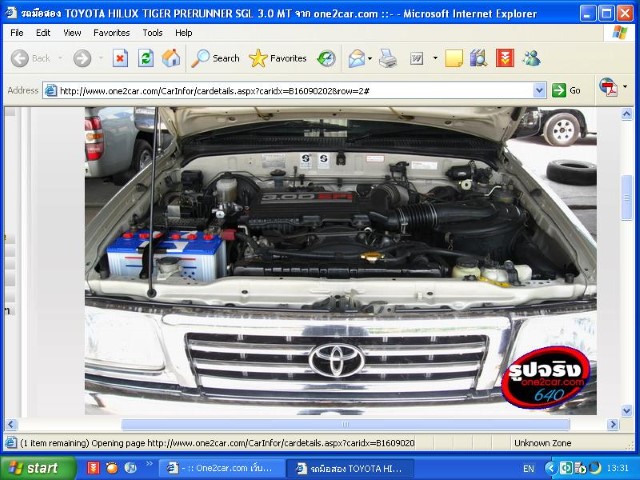 รถมือสอง TOYOTA HILUX TIGER PRERUNNER SGL 3.0 MT จาก one2car.com ::- - Microsoft Internet Explorer
File Edit View Favorites Tools Help
Back Search Favorites
Address http://www.one2car.com/CarInfor/cardetails.aspx?caridx=B16090202&row=2# Go
3000 EFI
S S
TOYOTA
รูปจริง
one2car.com
640
(1 item remaining) Opening page http://www.one2car.com/CarInfor/cardetails.aspx?caridx=B1609020 Unknown Zone
start - :: One2car.com เว็บ... รถมือสอง TOYOTA HI... EN 13:31